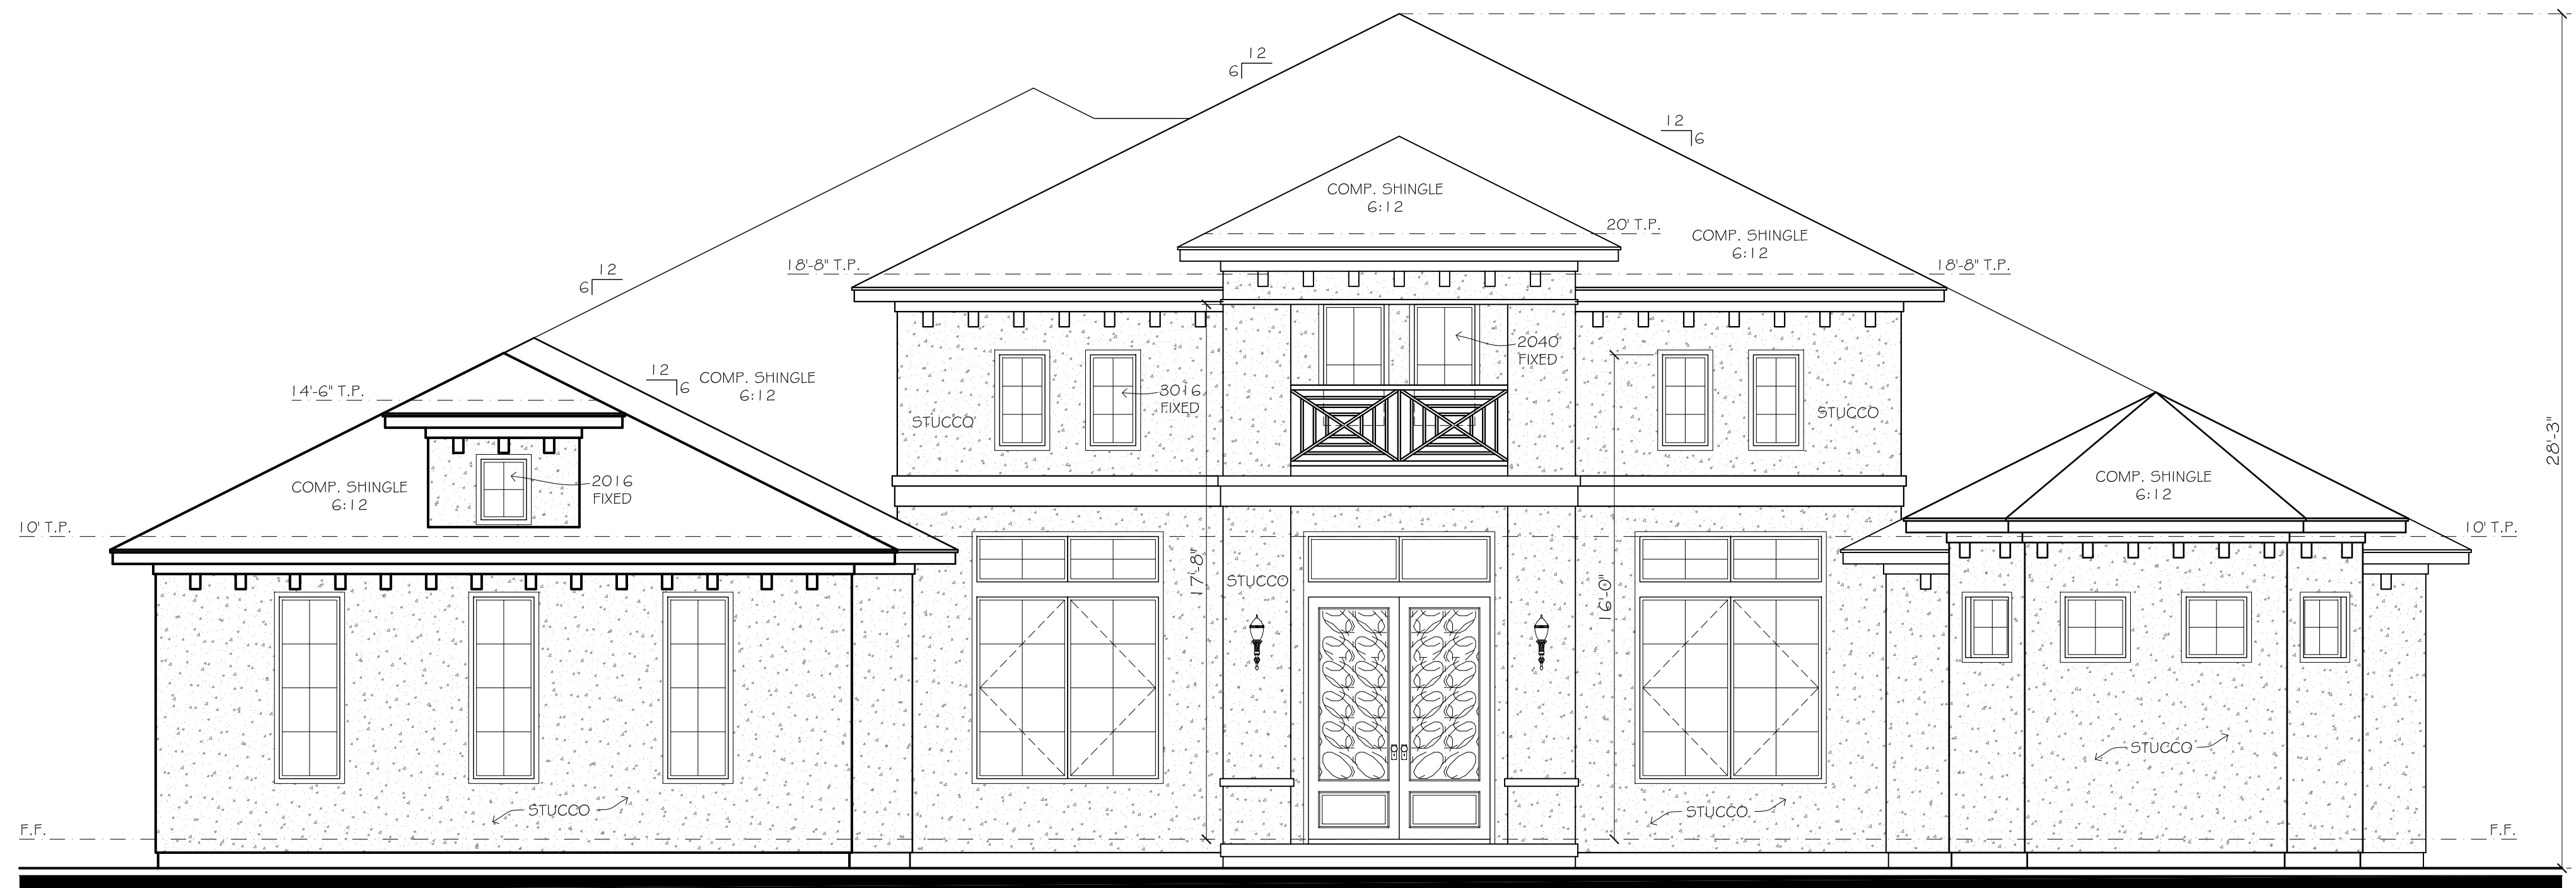 12
6
12
6
COMP. SHINGLE
6:12
20' T.P.
COMP. SHINGLE
6:12
18'-8" T.P.
18'-8" T.P.
12
6
2040
FIXED
12
6
COMP. SHINGLE
6:12
14'-6" T.P.
3016
FIXED
STUCCO
STUCCO
28'-3"
COMP. SHINGLE
6:12
2016
FIXED
COMP. SHINGLE
6:12
10' T.P.
10' T.P.
17'-8"
STUCCO
16'-0"
STUCCO
STUCCO
STUCCO
F.F.
F.F.